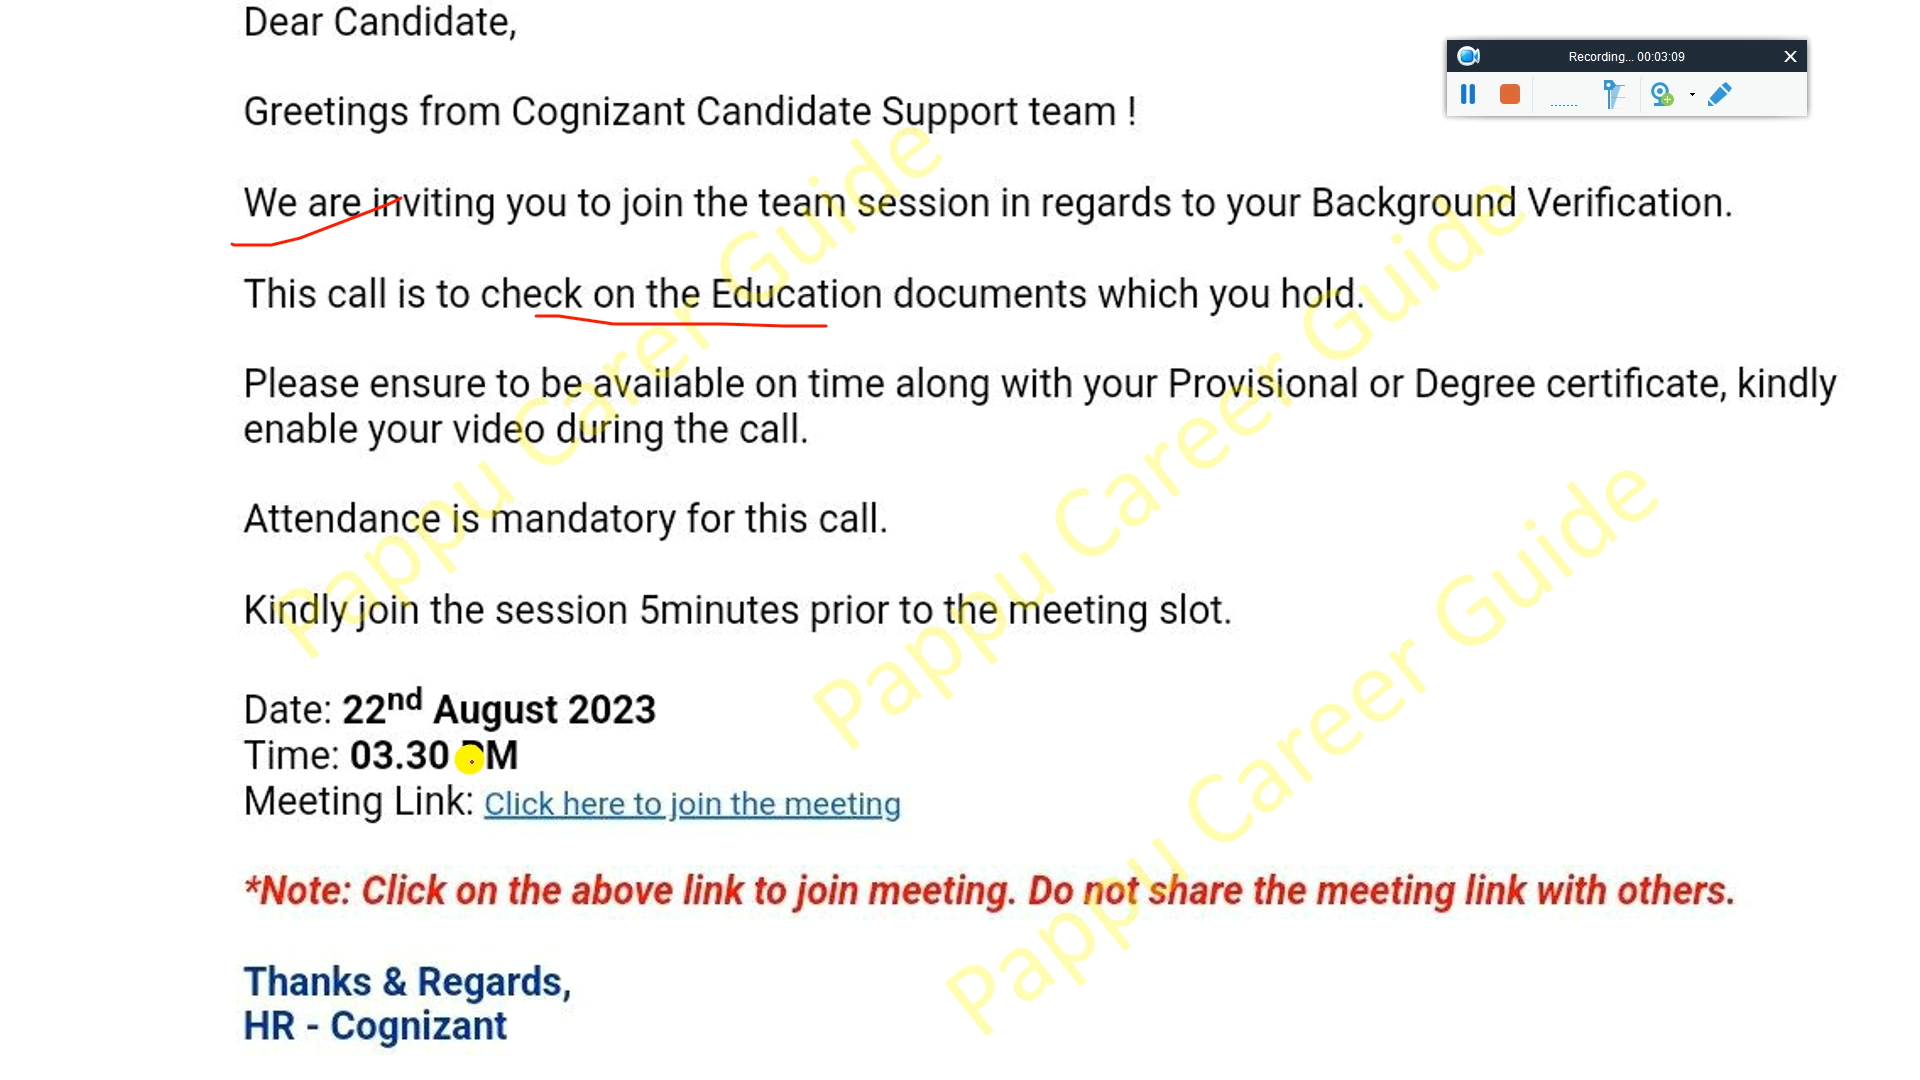 Dear Candidate,
Recording... 00:03:09
Greetings from Cognizant Candidate Support team !
We are inviting you to join the team session in regards to your Background Verification.
This call is to check on the Education documents which you hold.
Please ensure to be available on time along with your Provisional or Degree certificate, kindly
enable your video during the call.
Attendance is mandatory for this call.
Kindly join the session 5minutes prior to the meeting slot.
Date: 22nd August 2023
Time: 03.30 PM
Meeting Link: Click here to join the meeting
*Note: Click on the above link to join meeting. Do not share the meeting link with others.
Thanks & Regards,
HR - Cognizant
Pappu Career Guide
Pappu Career Guide
Pappu Career Guide